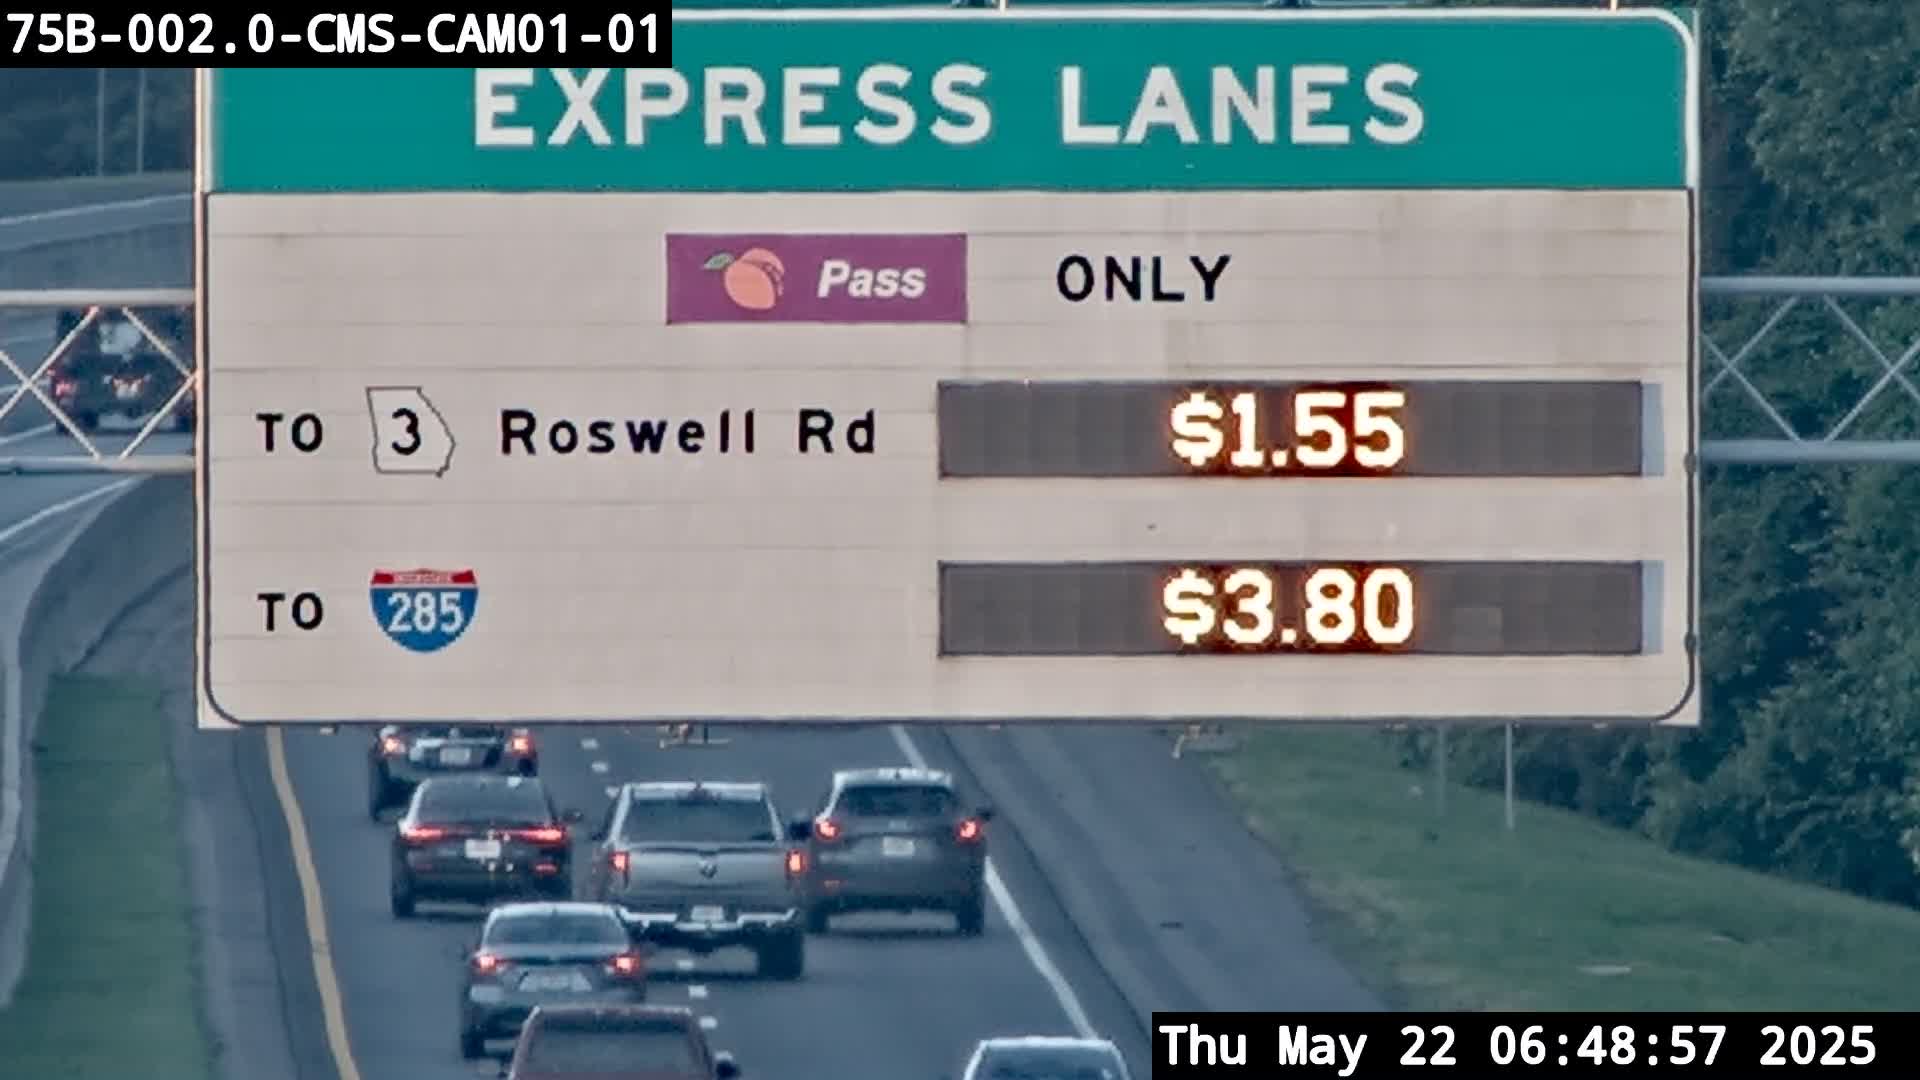 75B-002.0-CMS-CAM01-01
EXPRESS LANES
Pass ONLY
TO 3 Roswell Rd $1.55
TO 285 $3.80
Thu May 22 06:48:57 2025